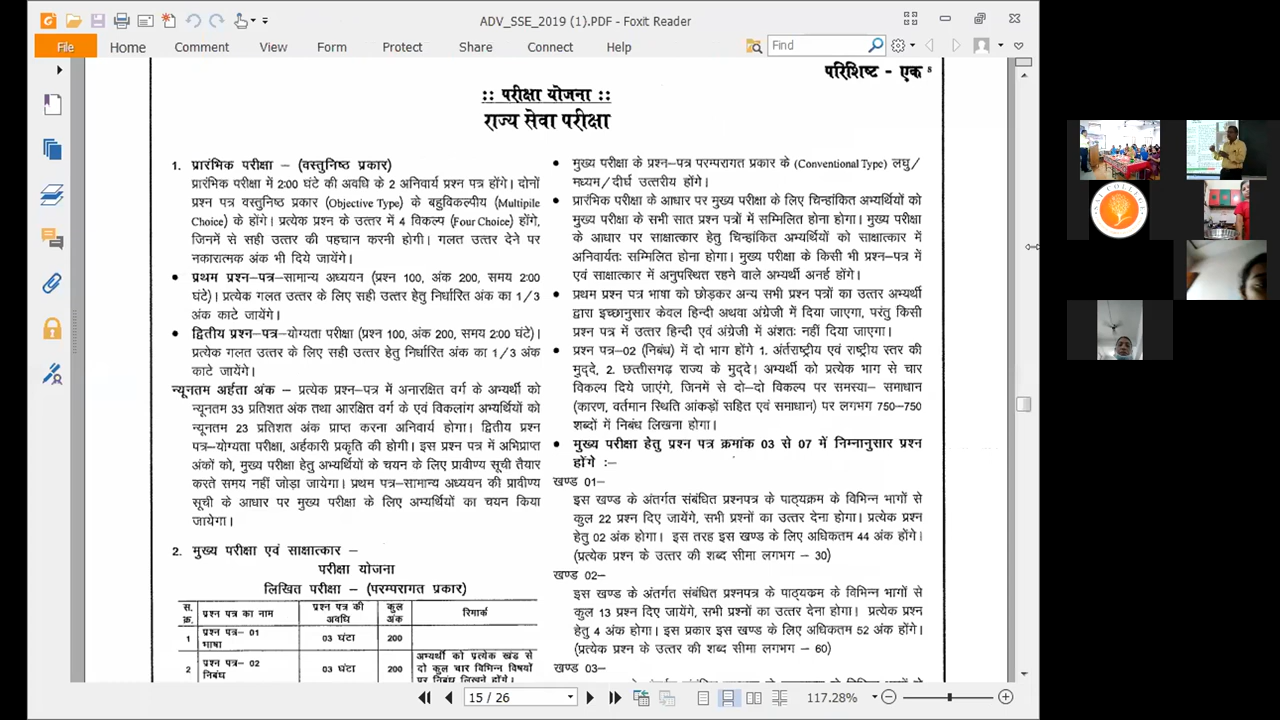 ADV_SSE_2019 (1).PDF - Foxit Reader
File Home Comment View Form Protect Share Connect Help Find
परिशिष्ट - एक 8
:: परीक्षा योजना ::
राज्य सेवा परीक्षा
1. प्रारंभिक परीक्षा – (वस्तुनिष्ठ प्रकार)
प्रारंभिक परीक्षा में 2:00 घंटे की अवधि के 2 अनिवार्य प्रश्न पत्र होंगे। दोनों
प्रश्न पत्र वस्तुनिष्ठ प्रकार (Objective Type) के बहुविकल्पीय (Multipile
Choice) के होंगे। प्रत्येक प्रश्न के उत्तर में 4 विकल्प (Four Choice) होंगे,
जिनमें से सही उत्तर की पहचान करनी होगी। गलत उत्तर देने पर
नकारात्मक अंक भी दिये जायेंगे।
• प्रथम प्रश्न–पत्र–सामान्य अध्ययन (प्रश्न 100, अंक 200, समय 2:00
घंटे)। प्रत्येक गलत उत्तर के लिए सही उत्तर हेतु निर्धारित अंक का 1/3
अंक काटे जायेंगे।
• द्वितीय प्रश्न–पत्र–योग्यता परीक्षा (प्रश्न 100, अंक 200, समय 2:00 घंटे)।
प्रत्येक गलत उत्तर के लिए सही उत्तर हेतु निर्धारित अंक का 1/3 अंक
काटे जायेंगे।
न्यूनतम अर्हता अंक – प्रत्येक प्रश्न–पत्र में अनारक्षित वर्ग के अभ्यर्थी को
न्यूनतम 33 प्रतिशत अंक तथा आरक्षित वर्ग के एवं विकलांग अभ्यर्थियों को
न्यूनतम 23 प्रतिशत अंक प्राप्त करना अनिवार्य होगा। द्वितीय प्रश्न
पत्र–योग्यता परीक्षा, अर्हकारी प्रकृति की होगी। इस प्रश्न पत्र में अभिप्राप्त
अंकों को, मुख्य परीक्षा हेतु अभ्यर्थियों के चयन के लिए प्रावीण्य सूची तैयार
करते समय नहीं जोड़ा जायेगा। प्रथम पत्र–सामान्य अध्ययन की प्रावीण्य
सूची के आधार पर मुख्य परीक्षा के लिए अभ्यर्थियों का चयन किया
जायेगा।
2. मुख्य परीक्षा एवं साक्षात्कार –
परीक्षा योजना
लिखित परीक्षा – (परम्परागत प्रकार)
स. क्र. प्रश्न पत्र का नाम प्रश्न पत्र की अवधि कुल अंक रिमार्क
1 प्रश्न पत्र– 01 भाषा 03 घंटा 200
2 प्रश्न पत्र– 02 निबंध 03 घंटा 200 अभ्यर्थी को प्रत्येक खंड से दो कुल चार विभिन्न विषयों पर निबंध लिखने होंगे।
• मुख्य परीक्षा के प्रश्न–पत्र परम्परागत प्रकार के (Conventional Type) लघु/
मध्यम/दीर्घ उत्तरीय होंगे।
• प्रारंभिक परीक्षा के आधार पर मुख्य परीक्षा के लिए चिन्हांकित अभ्यर्थियों को
मुख्य परीक्षा के सभी सात प्रश्न पत्रों में सम्मिलित होना होगा। मुख्य परीक्षा
के आधार पर साक्षात्कार हेतु चिन्हांकित अभ्यर्थियों को साक्षात्कार में
अनिवार्यतः सम्मिलित होना होगा। मुख्य परीक्षा के किसी भी प्रश्न–पत्र में
एवं साक्षात्कार में अनुपस्थित रहने वाले अभ्यर्थी अनर्ह होंगे।
• प्रथम प्रश्न पत्र भाषा को छोड़कर अन्य सभी प्रश्न पत्रों का उत्तर अभ्यर्थी
द्वारा इच्छानुसार केवल हिन्दी अथवा अंग्रेजी में दिया जाएगा, परंतु किसी
प्रश्न पत्र में उत्तर हिन्दी एवं अंग्रेजी में अंशतः नहीं दिया जाएगा।
• प्रश्न पत्र–02 (निबंध) में दो भाग होंगे 1. अंर्तराष्ट्रीय एवं राष्ट्रीय स्तर की
मुद्दे, 2. छत्तीसगढ़ राज्य के मुद्दे। अभ्यर्थी को प्रत्येक भाग से चार
विकल्प दिये जाएंगे, जिनमें से दो–दो विकल्प पर समस्या– समाधान
(कारण, वर्तमान स्थिति आंकड़ों सहित एवं समाधान) पर लगभग 750–750
शब्दों में निबंध लिखना होगा।
• मुख्य परीक्षा हेतु प्रश्न पत्र क्रमांक 03 से 07 में निम्नानुसार प्रश्न
होंगे :–
खण्ड 01–
इस खण्ड के अंतर्गत संबंधित प्रश्नपत्र के पाठ्यक्रम के विभिन्न भागों से
कुल 22 प्रश्न दिए जायेंगे, सभी प्रश्नों का उत्तर देना होगा। प्रत्येक प्रश्न
हेतु 02 अंक होगा। इस तरह इस खण्ड के लिए अधिकतम 44 अंक होंगे।
(प्रत्येक प्रश्न के उत्तर की शब्द सीमा लगभग – 30)
खण्ड 02–
इस खण्ड के अंतर्गत संबंधित प्रश्नपत्र के पाठ्यक्रम के विभिन्न भागों से
कुल 13 प्रश्न दिए जायेंगे, सभी प्रश्नों का उत्तर देना होगा। प्रत्येक प्रश्न
हेतु 4 अंक होगा। इस प्रकार इस खण्ड के लिए अधिकतम 52 अंक होंगे।
(प्रत्येक प्रश्न के उत्तर की शब्द सीमा लगभग – 60)
खण्ड 03–
15 / 26
117.28%